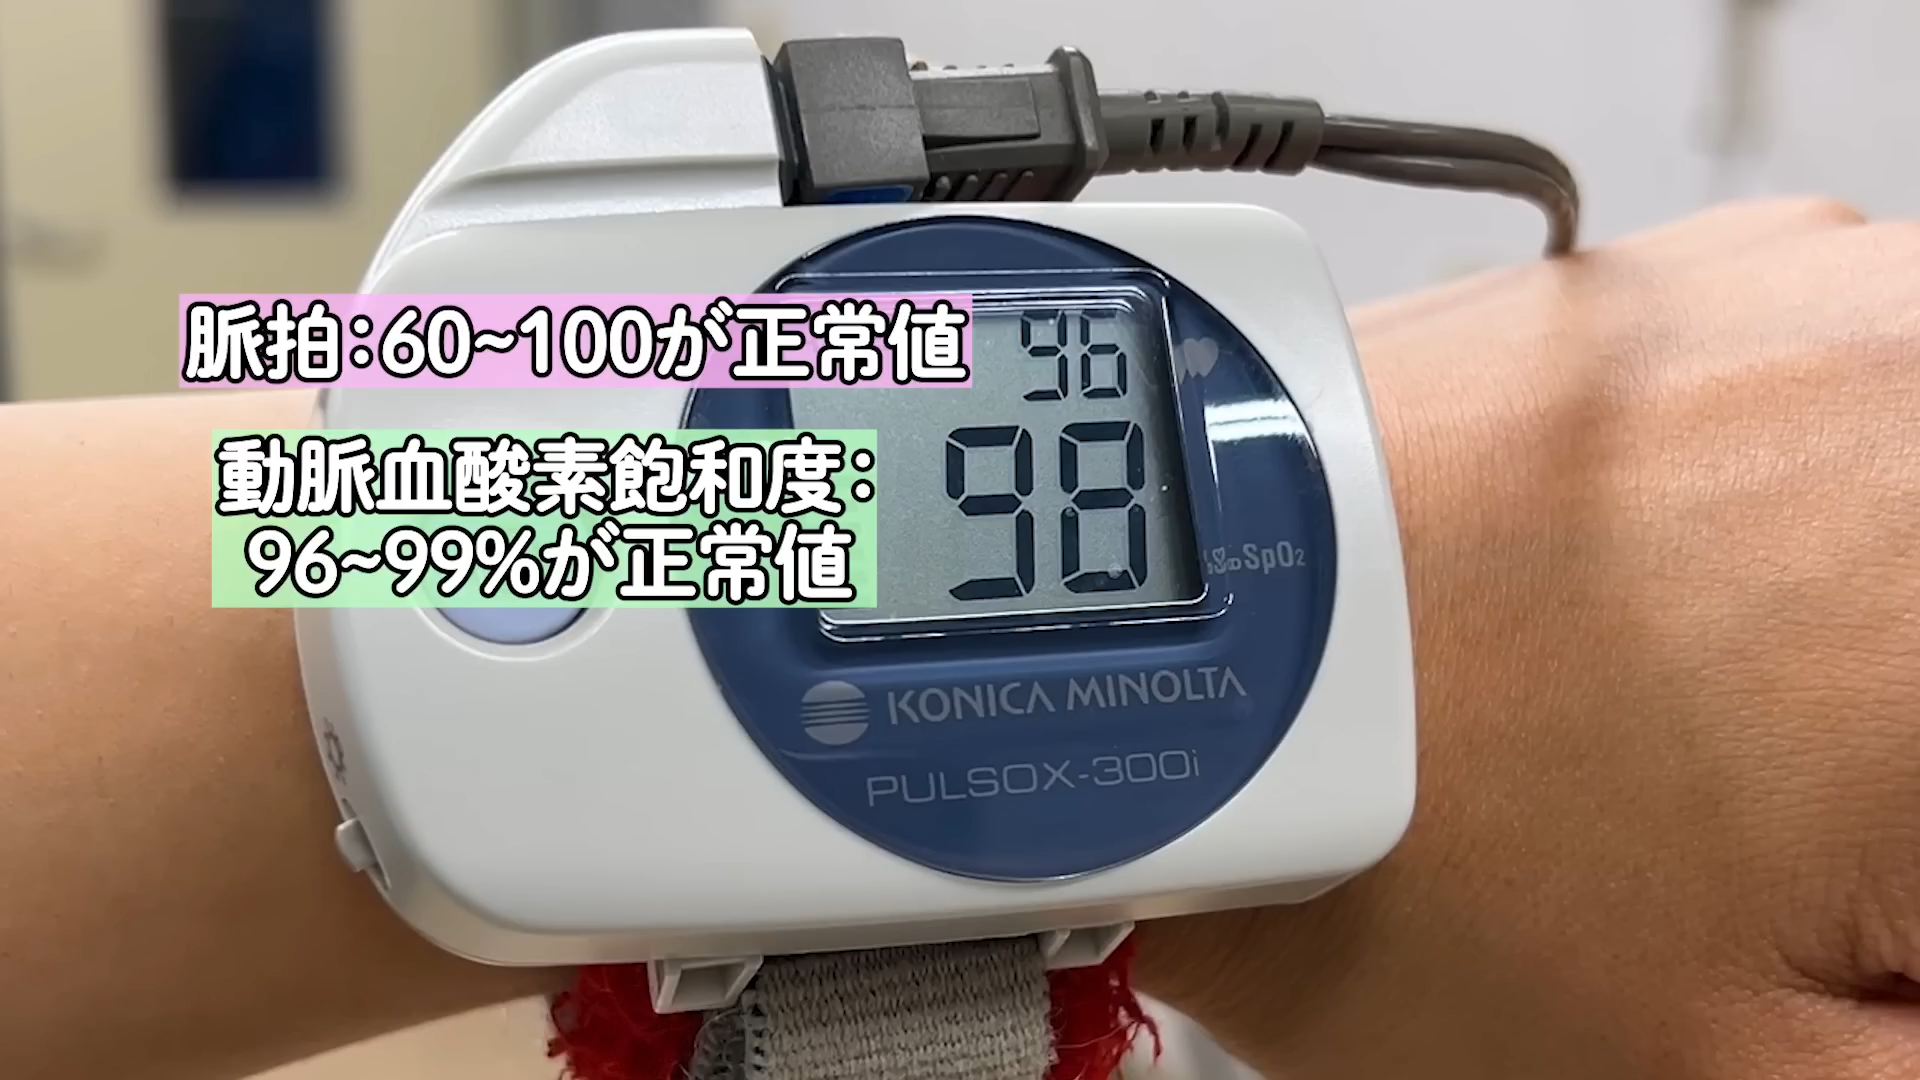 脈拍:60~100が正常値
96
動脈血酸素飽和度:
96~99%が正常値
98
SpO2
KONICA MINOLTA
PULSOX-300i